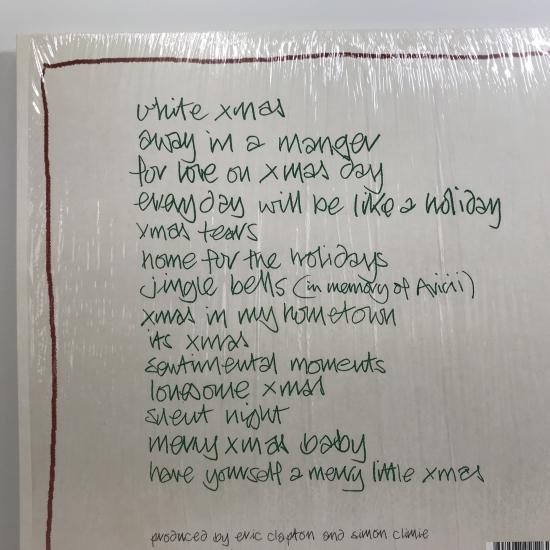 white xmas
away in a manger
for love on xmas day
everyday will be like a holiday
xmas tears
home for the holidays
jingle bells (in memory of Avicii)
xmas in my hometown
its xmas
sentimental moments
lonesome xmas
silent night
merry xmas baby
have yourself a merry little xmas
produced by eric clapton and simon climie